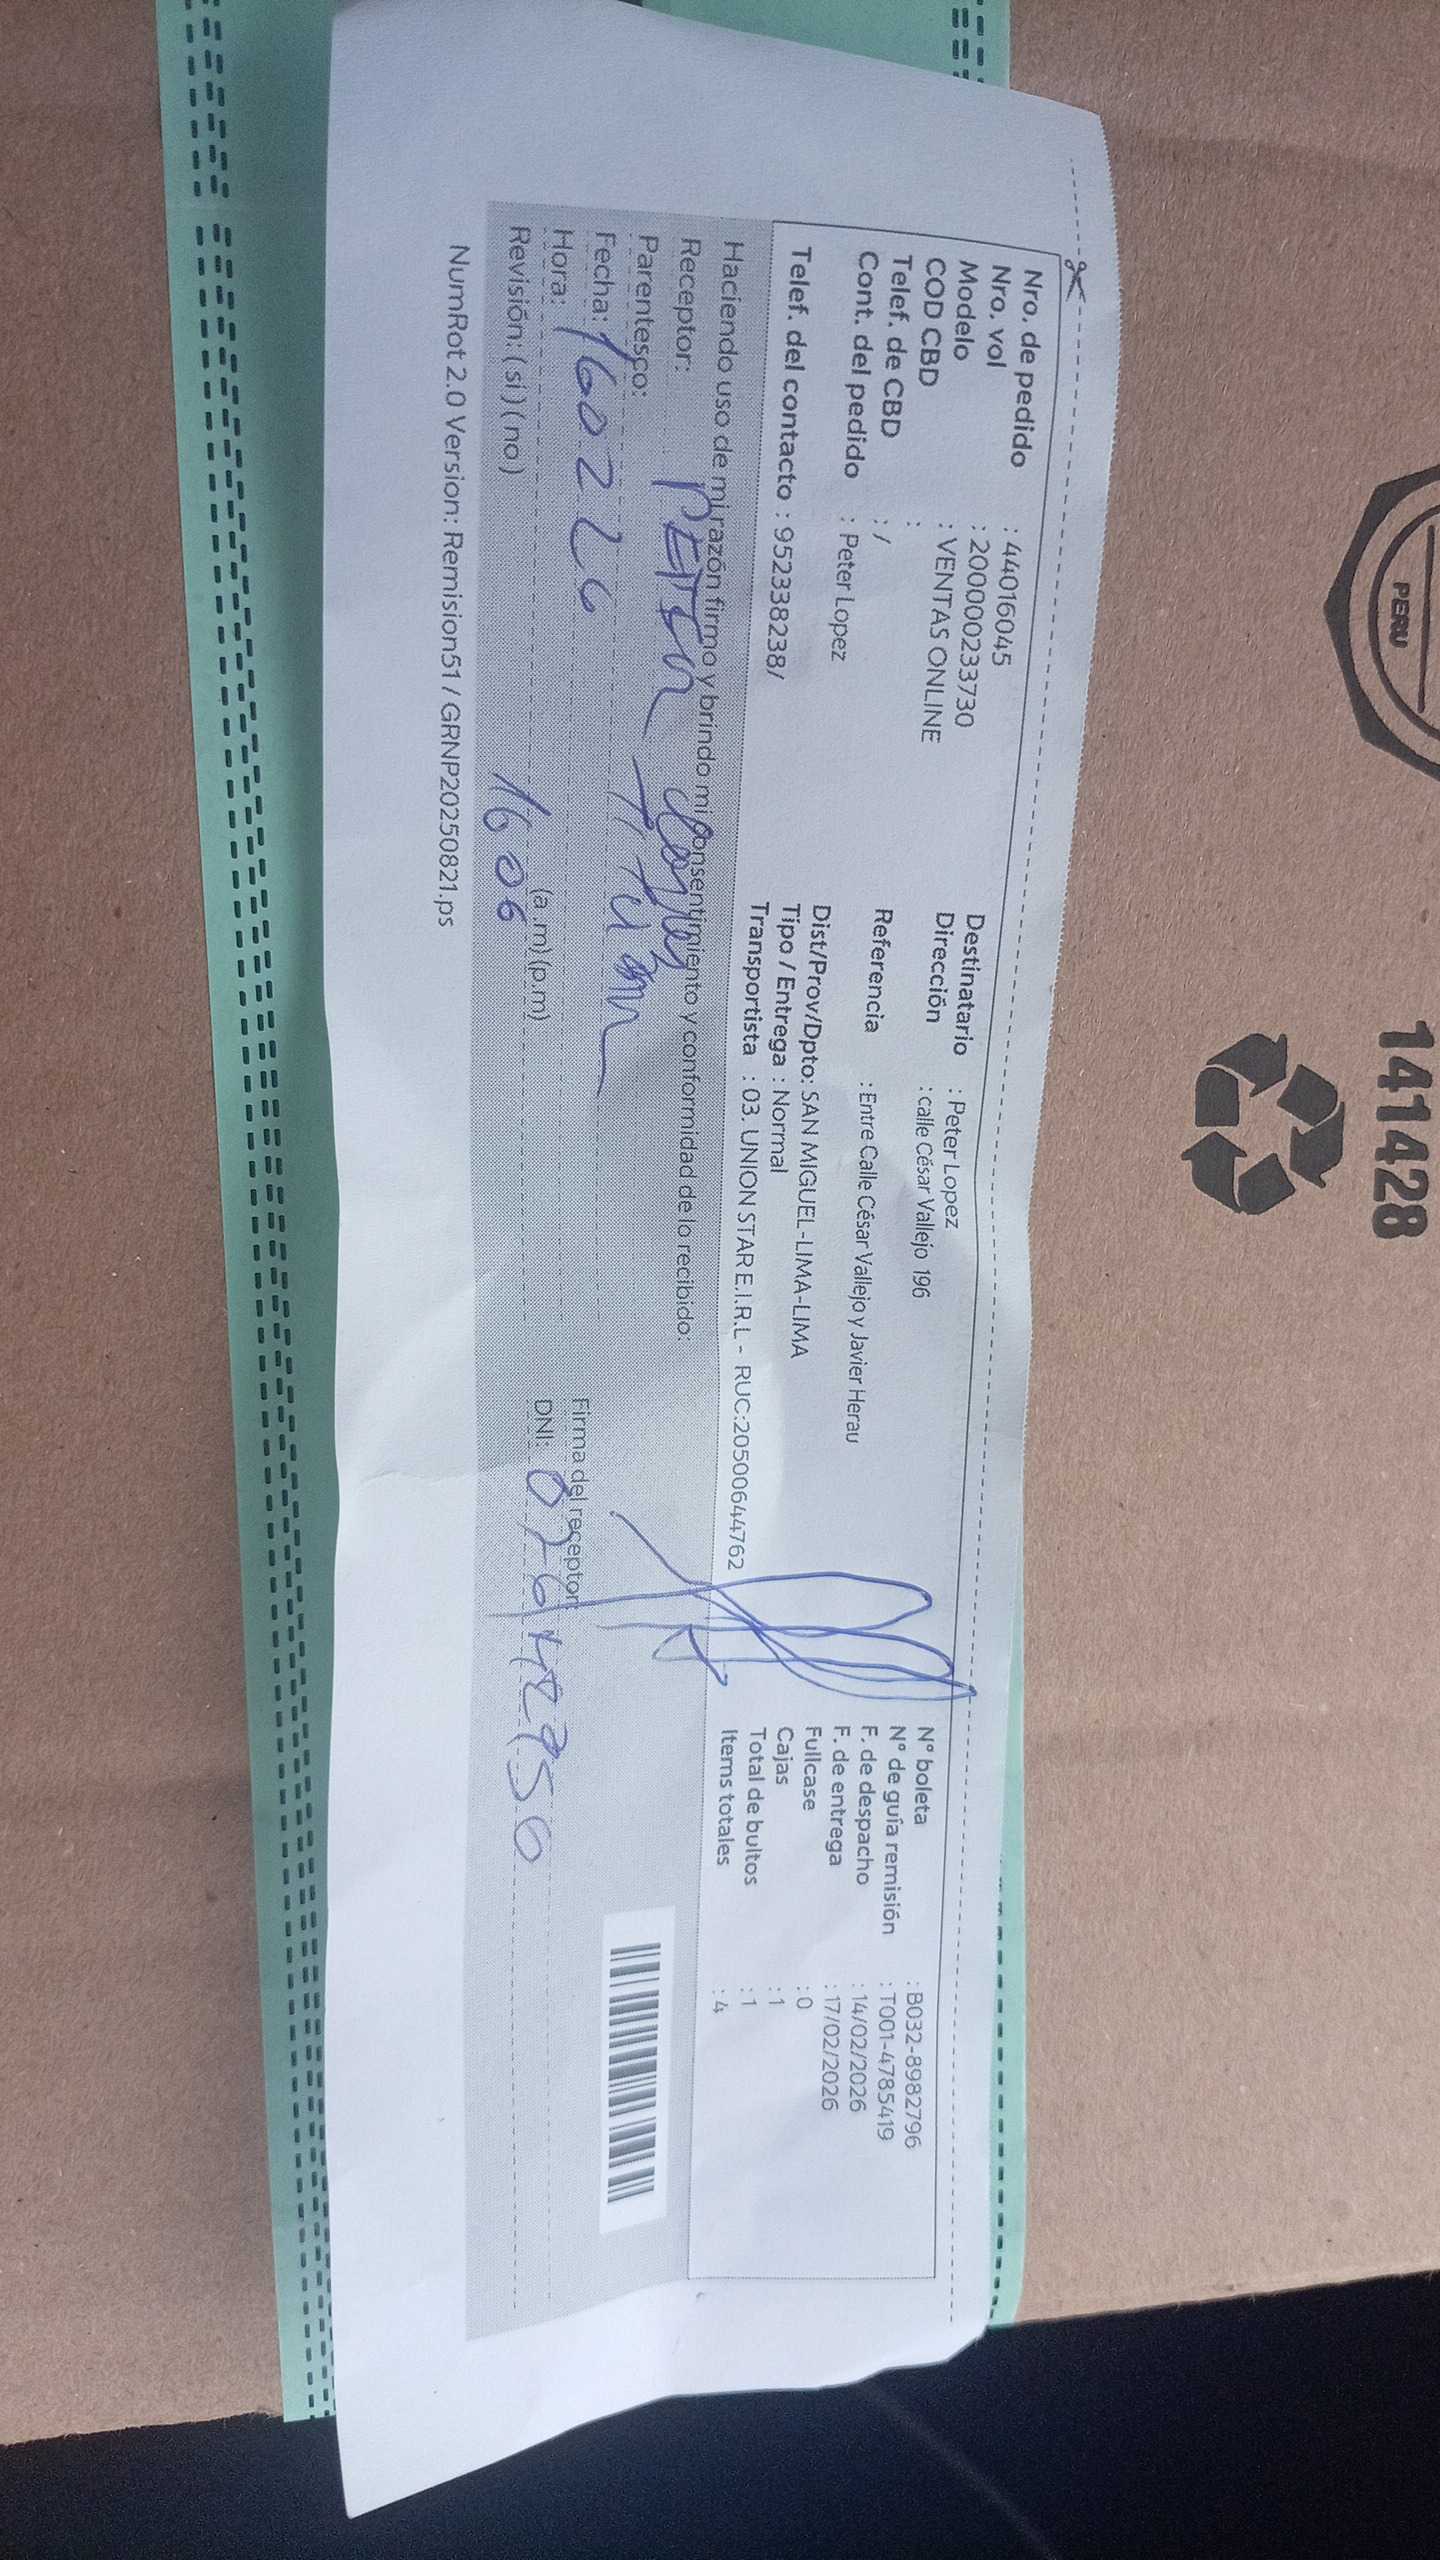 Nro. de pedido : 44016045
Nro. vol : 2000000233730
Modelo : VENTAS ONLINE
COD CBD :
Telef. de CBD : /
Cont. del pedido : Peter Lopez
Telef. del contacto : 952338238/
Destinatario : Peter Lopez
Dirección : calle César Vallejo 196
Referencia : Entre Calle César Vallejo y Javier Herau
Dist/Prov/Dpto: SAN MIGUEL-LIMA-LIMA
Tipo / Entrega : Normal
Transportista : 03. UNION STAR E.I.R.L - RUC:20500644762
N° boleta : B032-8982796
N° de guía remisión : T001-4785419
F. de despacho : 14/02/2026
F. de entrega : 17/02/2026
Fullcase : 0
Cajas : 1
Total de bultos : 1
Items totales : 4
Haciendo uso de mi razón firmo y brindo mi consentimiento y conformidad de lo recibido:
Receptor: PETER
Parentesco: Titular
Fecha: 160226
Hora: 1606 (a.m)(p.m)
Revisión: (si) (no)
Firma del receptor:
DNI:
NumRot 2.0 Version: Remision51 / GRNP20250821.ps
PERU
141428